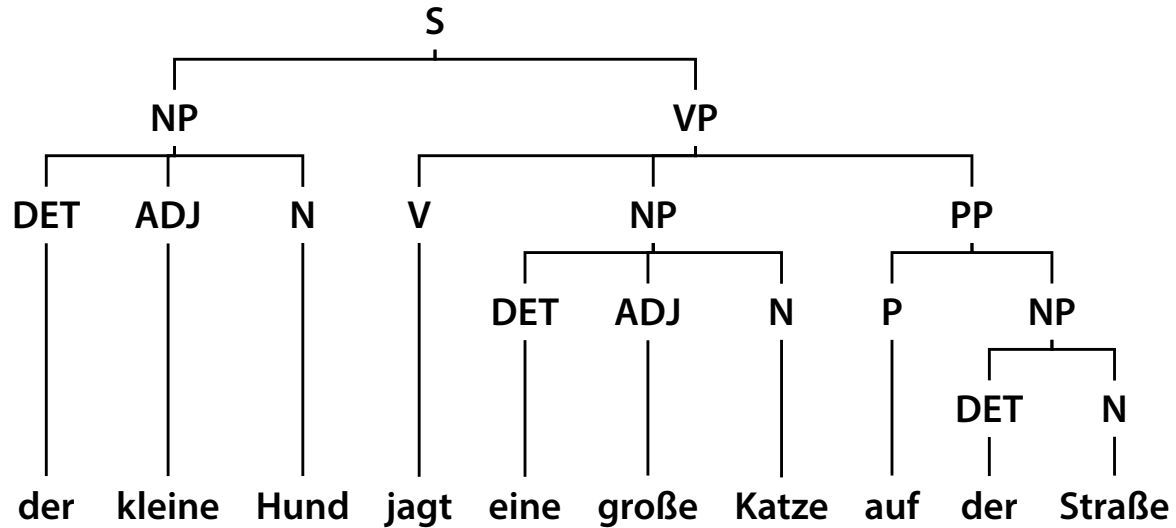 S
NP VP
DET ADJ N V NP PP
DET ADJ N P NP
DET N
der kleine Hund jagt eine große Katze auf der Straße